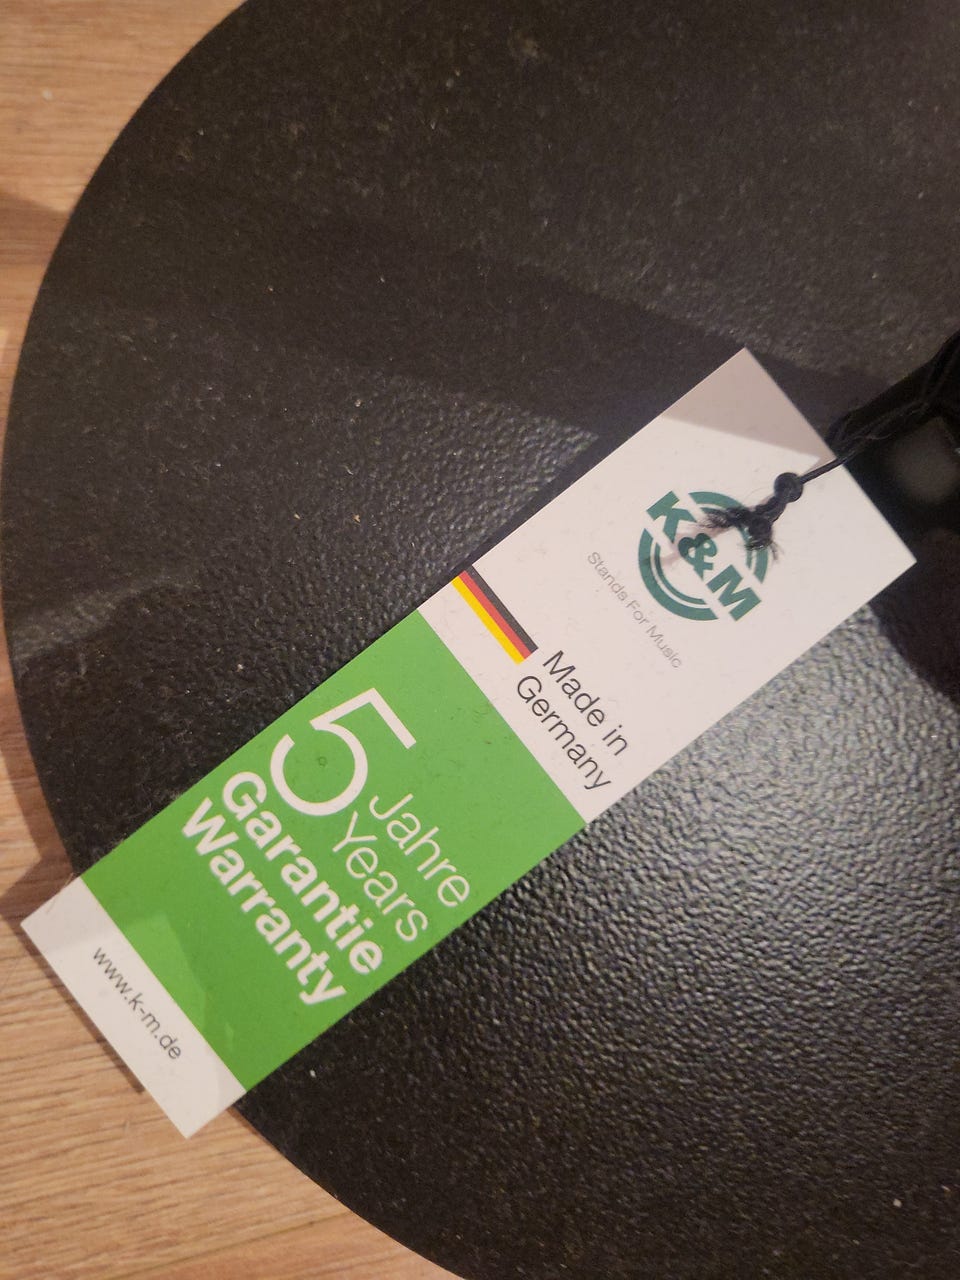 K&M
Stands For Music
Made in
Germany
5 Jahre
Years
Garantie
Warranty
www.k-m.de